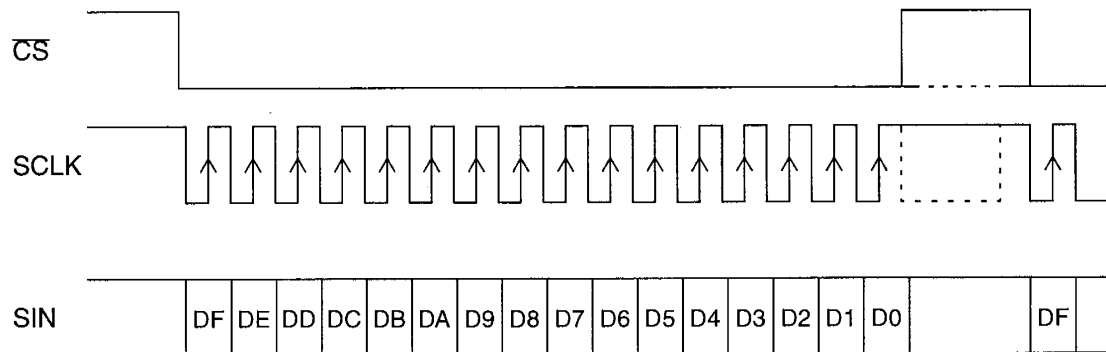 C̅S̅
SCLK
SIN
DF DE DD DC DB DA D9 D8 D7 D6 D5 D4 D3 D2 D1 D0 DF